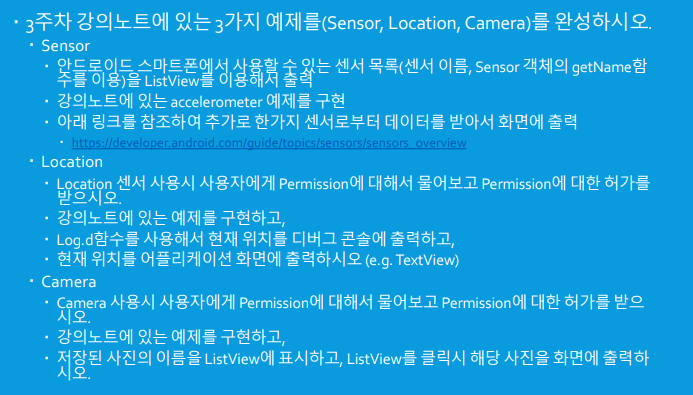 3주차 강의노트에 있는 3가지 예제를(Sensor, Location, Camera)를 완성하시오.
Sensor
안드로이드 스마트폰에서 사용할 수 있는 센서 목록(센서 이름, Sensor 객체의 getName함
수를 이용)을 ListView를 이용해서 출력
강의노트에 있는 accelerometer 예제를 구현
아래 링크를 참조하여 추가로 한가지 센서로부터 데이터를 받아서 화면에 출력
https://developer.android.com/guide/topics/sensors/sensors_overview
Location
Location 센서 사용시 사용자에게 Permission에 대해서 물어보고 Permission에 대한 허가를
받으시오.
강의노트에 있는 예제를 구현하고,
Log.d함수를 사용해서 현재 위치를 디버그 콘솔에 출력하고,
현재 위치를 어플리케이션 화면에 출력하시오 (e.g. TextView)
Camera
Camera 사용시 사용자에게 Permission에 대해서 물어보고 Permission에 대한 허가를 받으
시오.
강의노트에 있는 예제를 구현하고,
저장된 사진의 이름을 ListView에 표시하고, ListView를 클릭시 해당 사진을 화면에 출력하
시오.